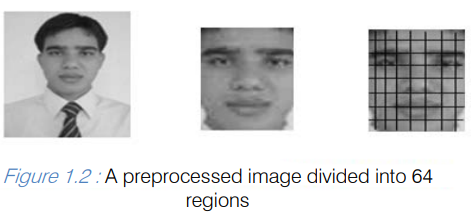 Figure 1.2 : A preprocessed image divided into 64
regions